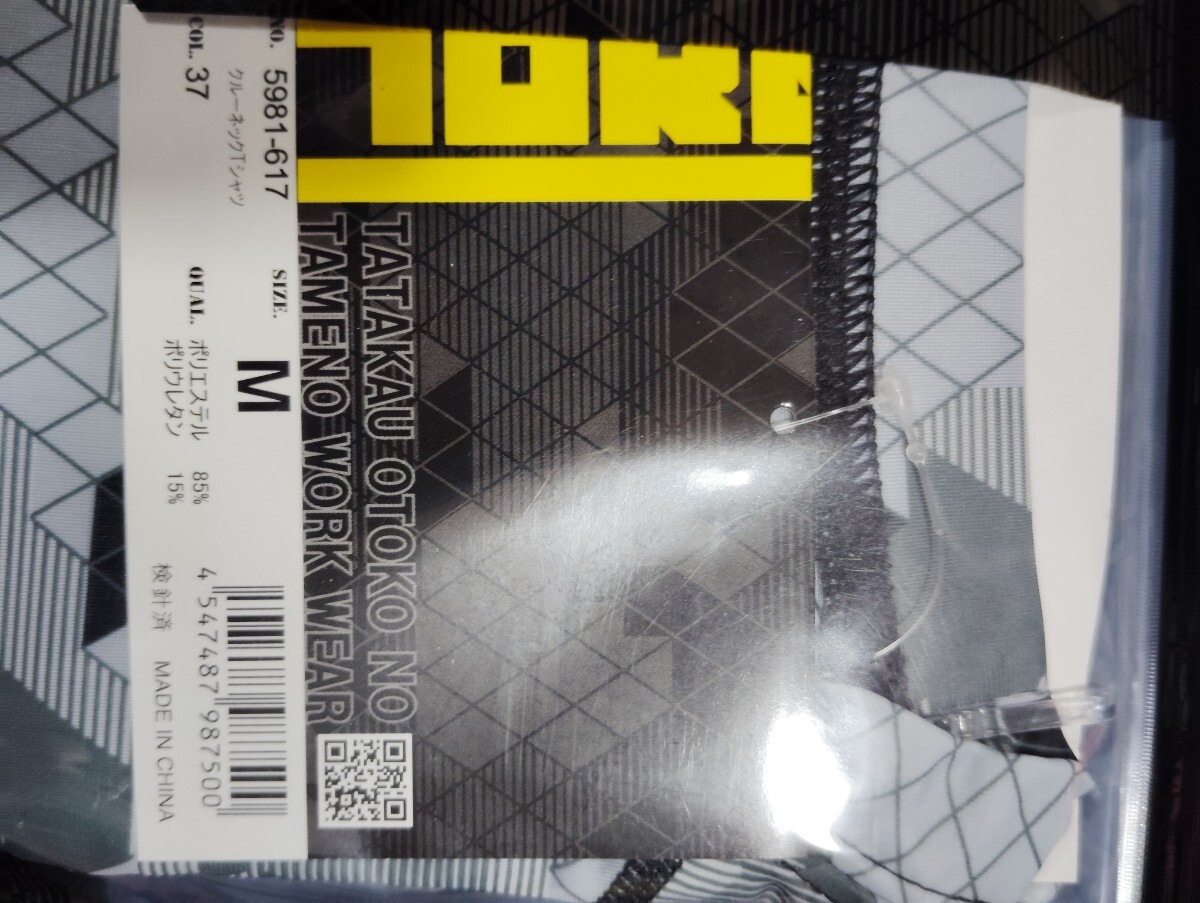 TOR
TATAKAU OTOKO NO
TAMENO WORK WEAR
NO. 5981-617
クルーネックTシャツ
COL. 37
SIZE. M
QUAL. ポリエステル 85%
ポリウレタン 15%
4 547487 987500
検針済 MADE IN CHINA